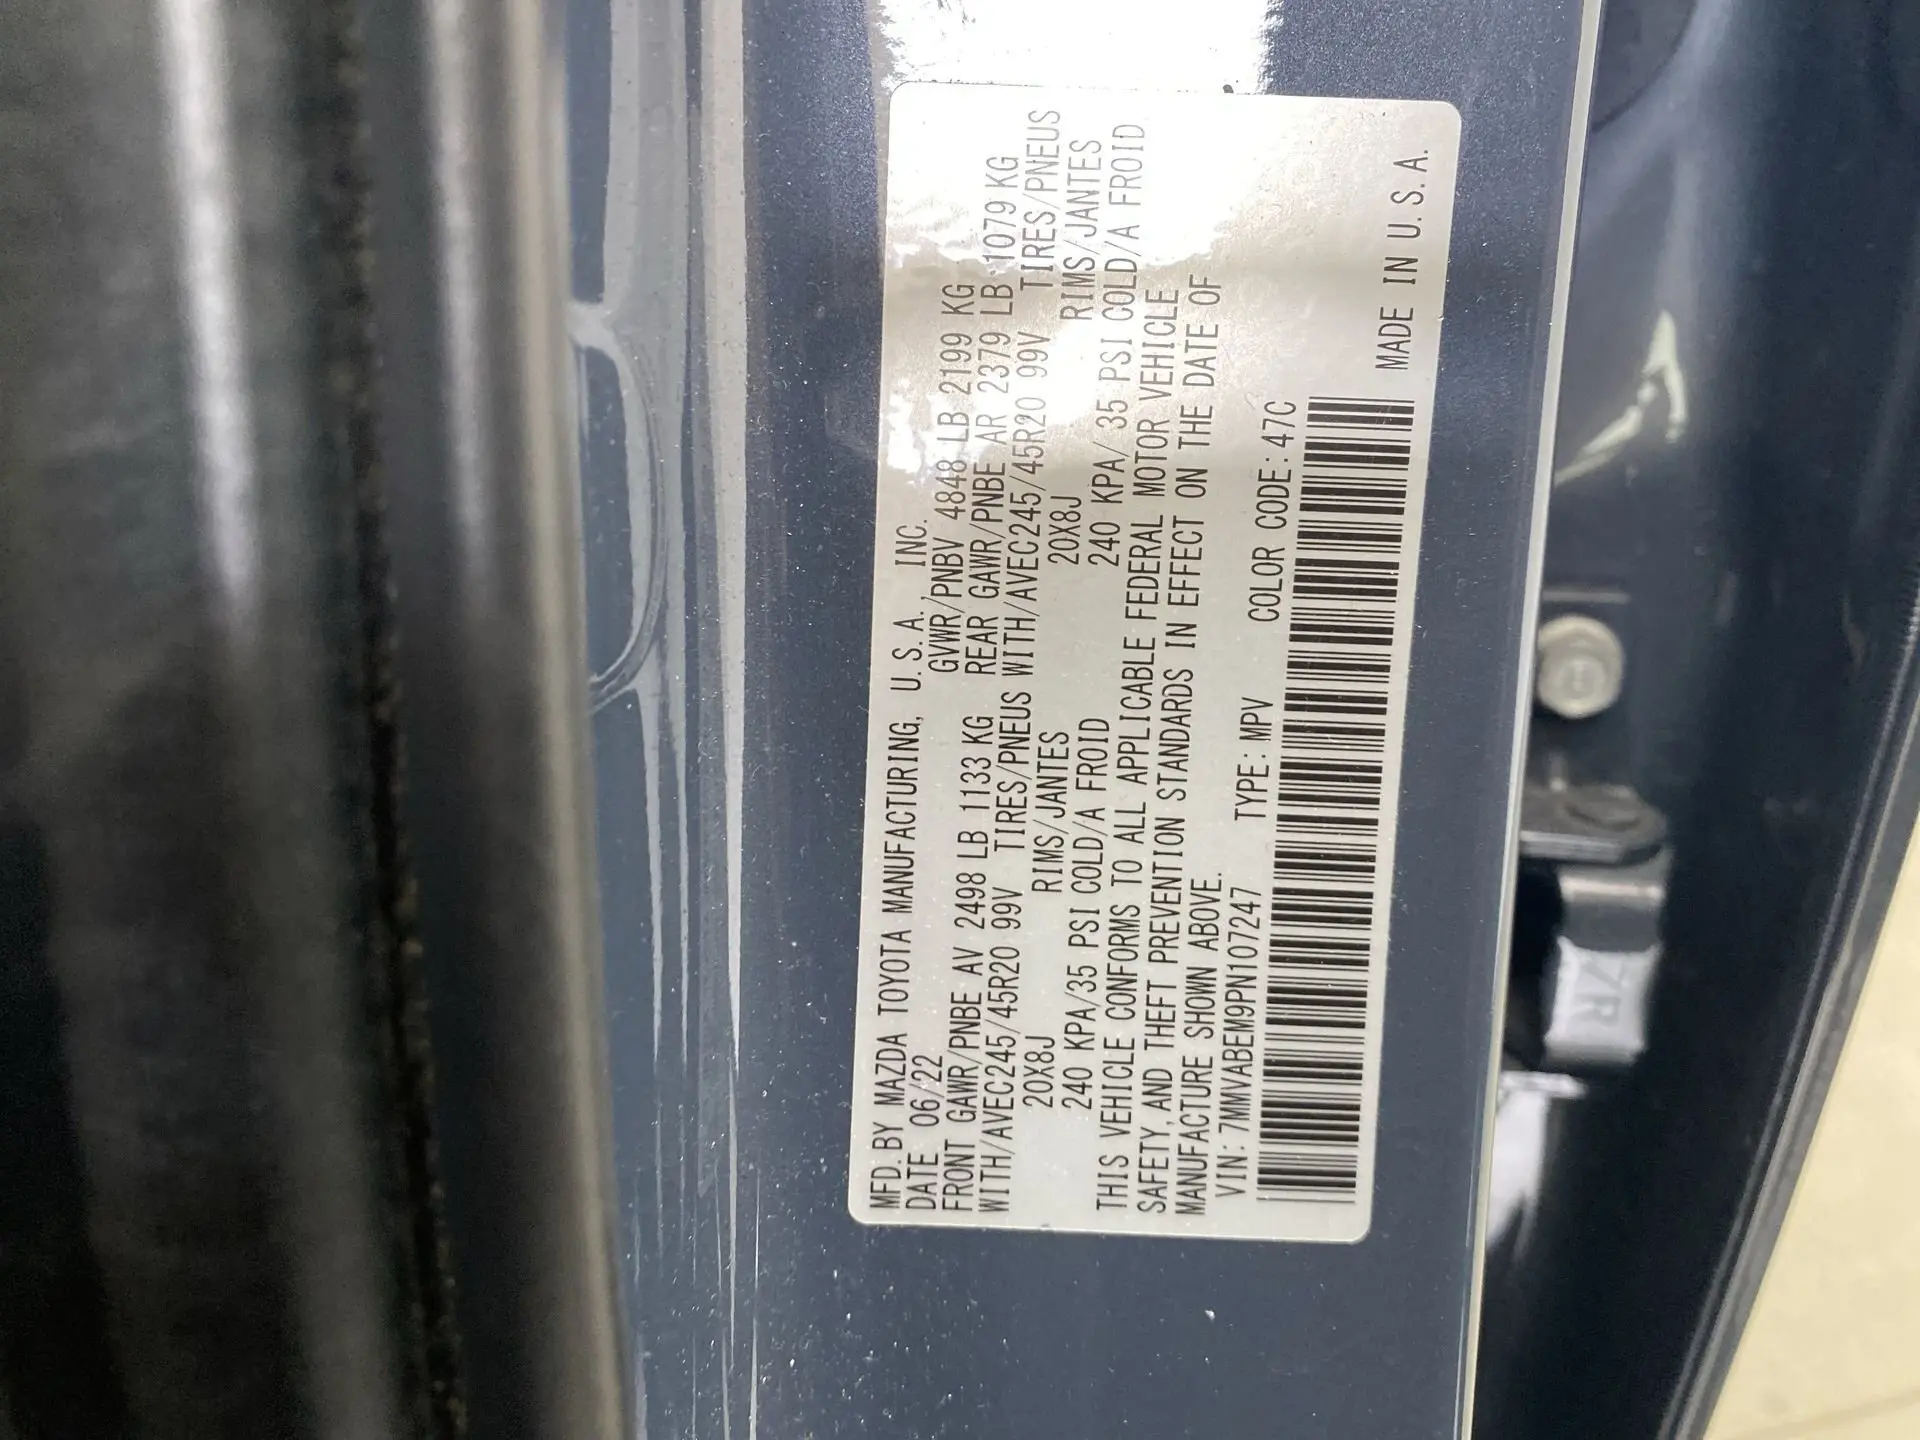 MFD. BY MAZDA TOYOTA MANUFACTURING, U. S. A., INC.
DATE 06/22 GVWR/PNBV 4848 LB 2199 KG
FRONT GAWR/PNBE AV 2498 LB 1133 KG REAR GAWR/PNBE AR 2379 LB 1079 KG
WITH/AVEC245/45R20 99V TIRES/PNEUS WITH/AVEC245/45R20 99V TIRES/PNEUS
20X8J RIMS/JANTES 20X8J RIMS/JANTES
240 KPA/35 PSI COLD/A FROID 240 KPA/ 35 PSI COLD/A FROID
THIS VEHICLE CONFORMS TO ALL APPLICABLE FEDERAL MOTOR VEHICLE
SAFETY, AND THEFT PREVENTION STANDARDS IN EFFECT ON THE DATE OF
MANUFACTURE SHOWN ABOVE.
VIN: 7MMVABEM9PN107247 TYPE: MPV COLOR CODE: 47C
MADE IN U. S. A.
7R